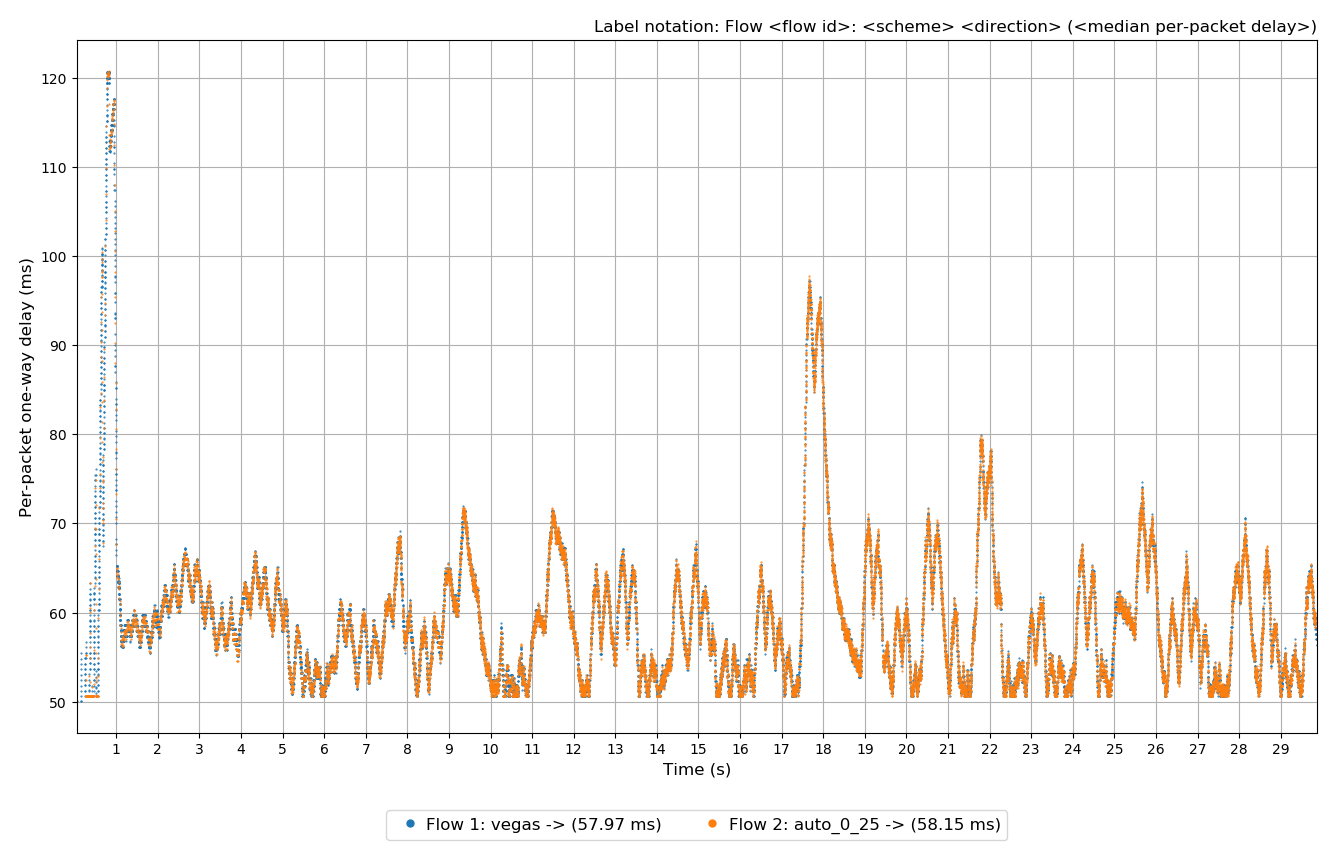 Label notation: Flow <flow id>: <scheme> <direction> (<median per-packet delay>)
120
110
100
90
80
70
60
50
Per-packet one-way delay (ms)
1 2 3 4 5 6 7 8 9 10 11 12 13 14 15 16 17 18 19 20 21 22 23 24 25 26 27 28 29
Time (s)
Flow 1: vegas -> (57.97 ms) Flow 2: auto_0_25 -> (58.15 ms)